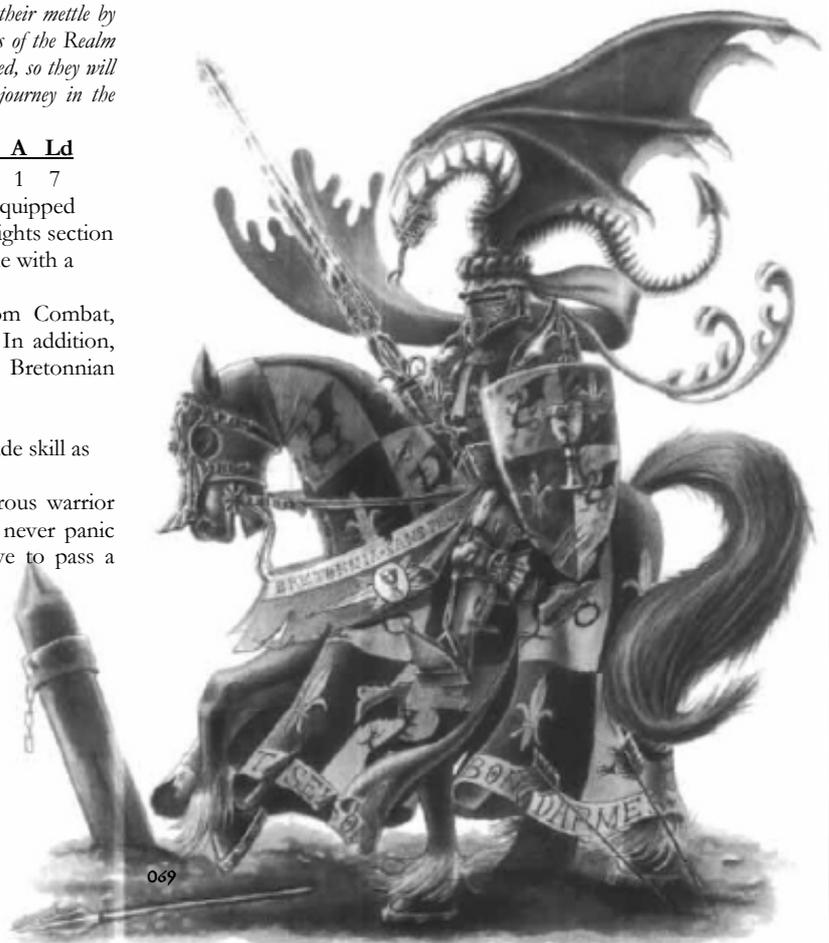 their mettle by
s of the Realm
ed, so they will
journey in the
A Ld
1 7
quipped
ights section
e with a
om Combat,
In addition,
Bretonnian
de skill as
rous warrior
never panic
ve to pass a
DARME
069